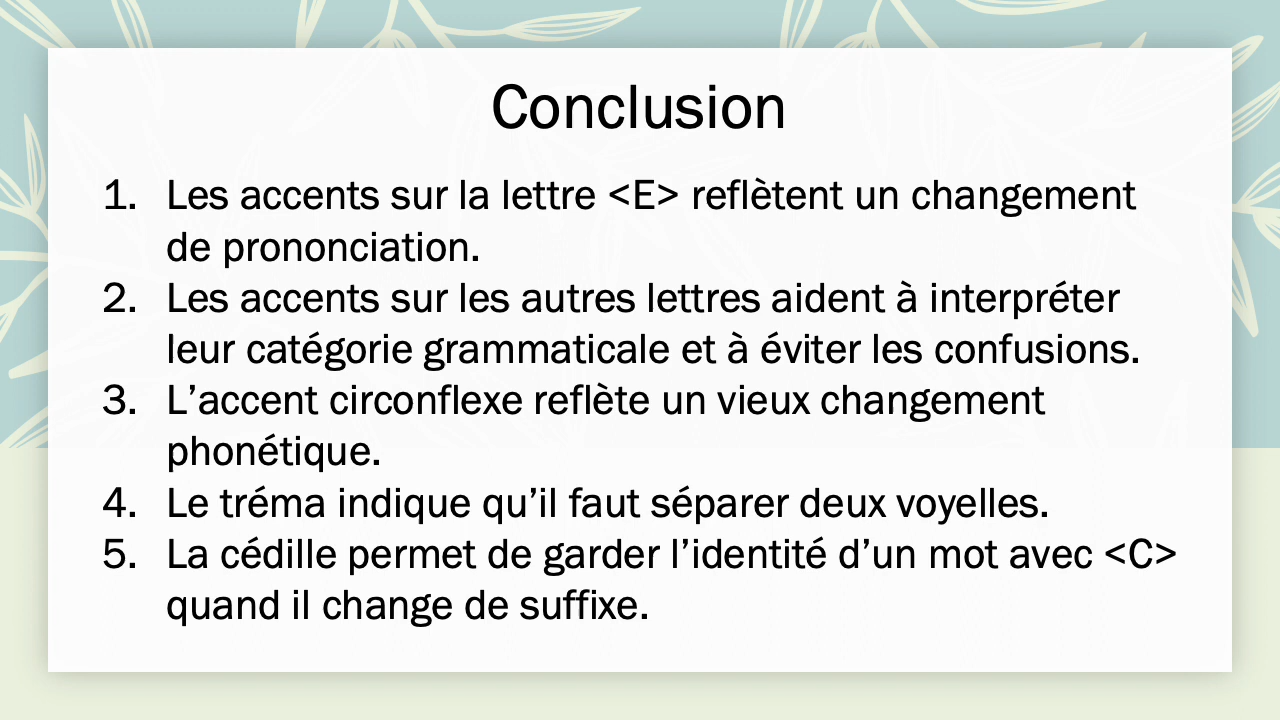 Conclusion
1. Les accents sur la lettre <E> reflètent un changement
de prononciation.
2. Les accents sur les autres lettres aident à interpréter
leur catégorie grammaticale et à éviter les confusions.
3. L’accent circonflexe reflète un vieux changement
phonétique.
4. Le tréma indique qu’il faut séparer deux voyelles.
5. La cédille permet de garder l’identité d’un mot avec <C>
quand il change de suffixe.